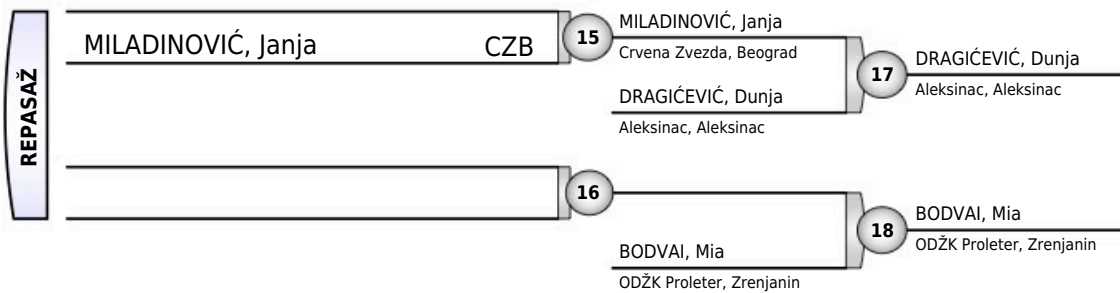 REPASAŽ
MILADINOVIĆ, Janja CZB
15
MILADINOVIĆ, Janja
Crvena Zvezda, Beograd
DRAGIĆEVIĆ, Dunja
Aleksinac, Aleksinac
17
DRAGIĆEVIĆ, Dunja
Aleksinac, Aleksinac
16
BODVAI, Mia
ODŽK Proleter, Zrenjanin
18
BODVAI, Mia
ODŽK Proleter, Zrenjanin